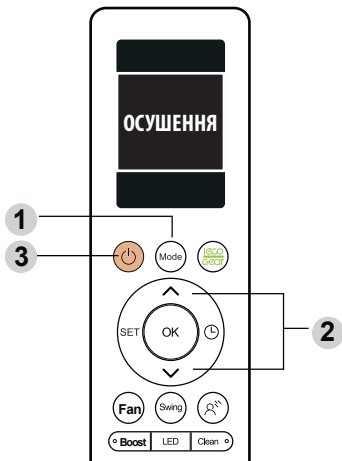 ОСУШЕННЯ
1
3
Mode
eco
Gear
2
SET
OK
Fan
Swing
Boost
LED
Clean